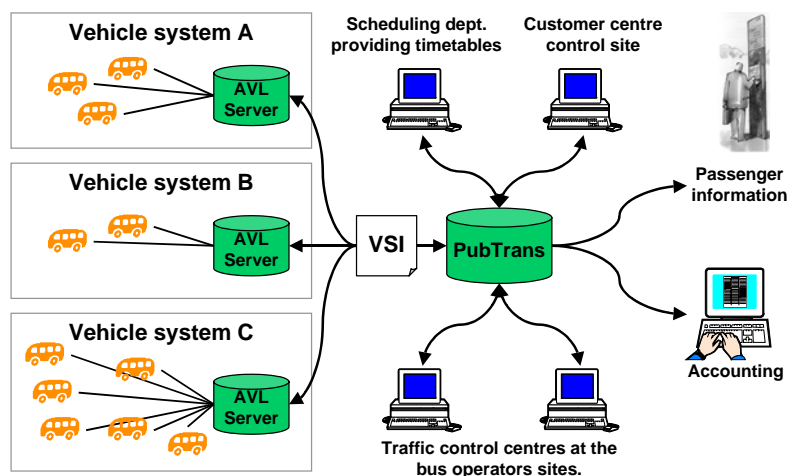 Vehicle system A
AVL
Server
Vehicle system B
AVL
Server
Vehicle system C
AVL
Server
VSI
Scheduling dept.
providing timetables
Customer centre
control site
PubTrans
Passenger
information
Accounting
Traffic control centres at the
bus operators sites.